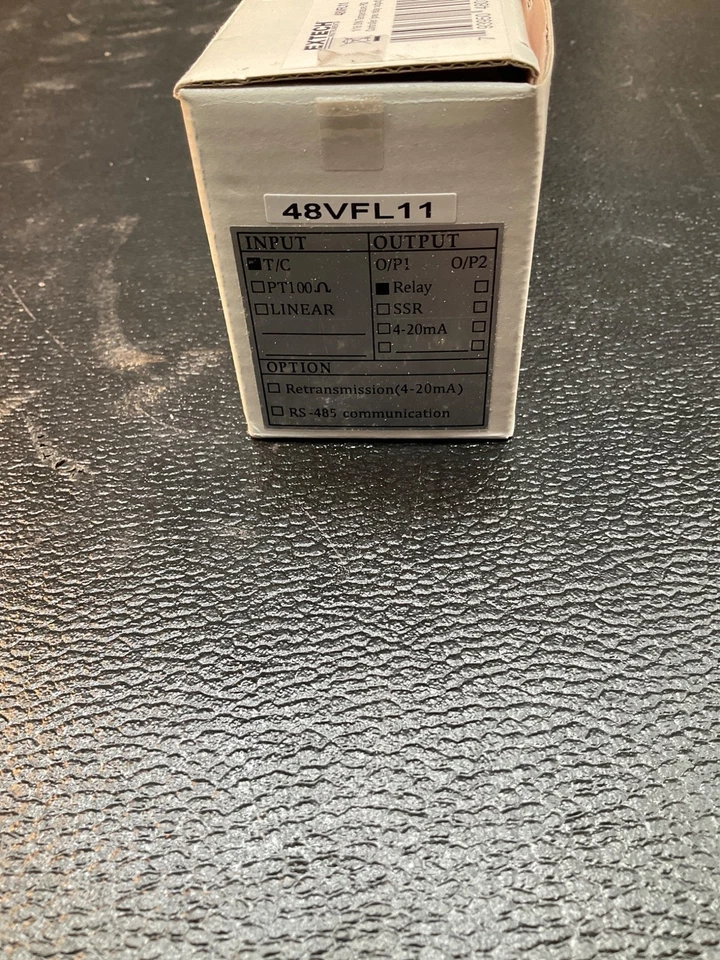 EXTECH
48VFL11
48VFL11
INPUT OUTPUT
T/C O/P1 O/P2
PT100Ω Relay
LINEAR SSR
4-20mA
OPTION
Retransmission(4-20mA)
RS-485 communication